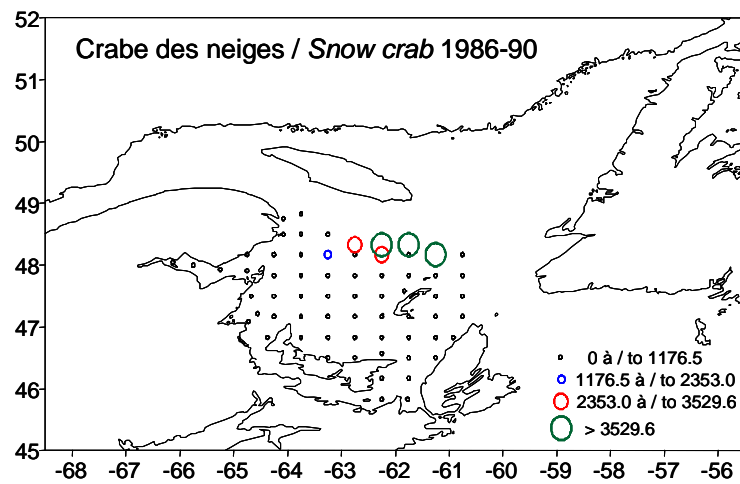 Crabe des neiges / Snow crab 1986-90
52
51
50
49
48
47
46
45
0 à / to 1176.5
1176.5 à / to 2353.0
2353.0 à / to 3529.6
> 3529.6
-68 -67 -66 -65 -64 -63 -62 -61 -60 -59 -58 -57 -56